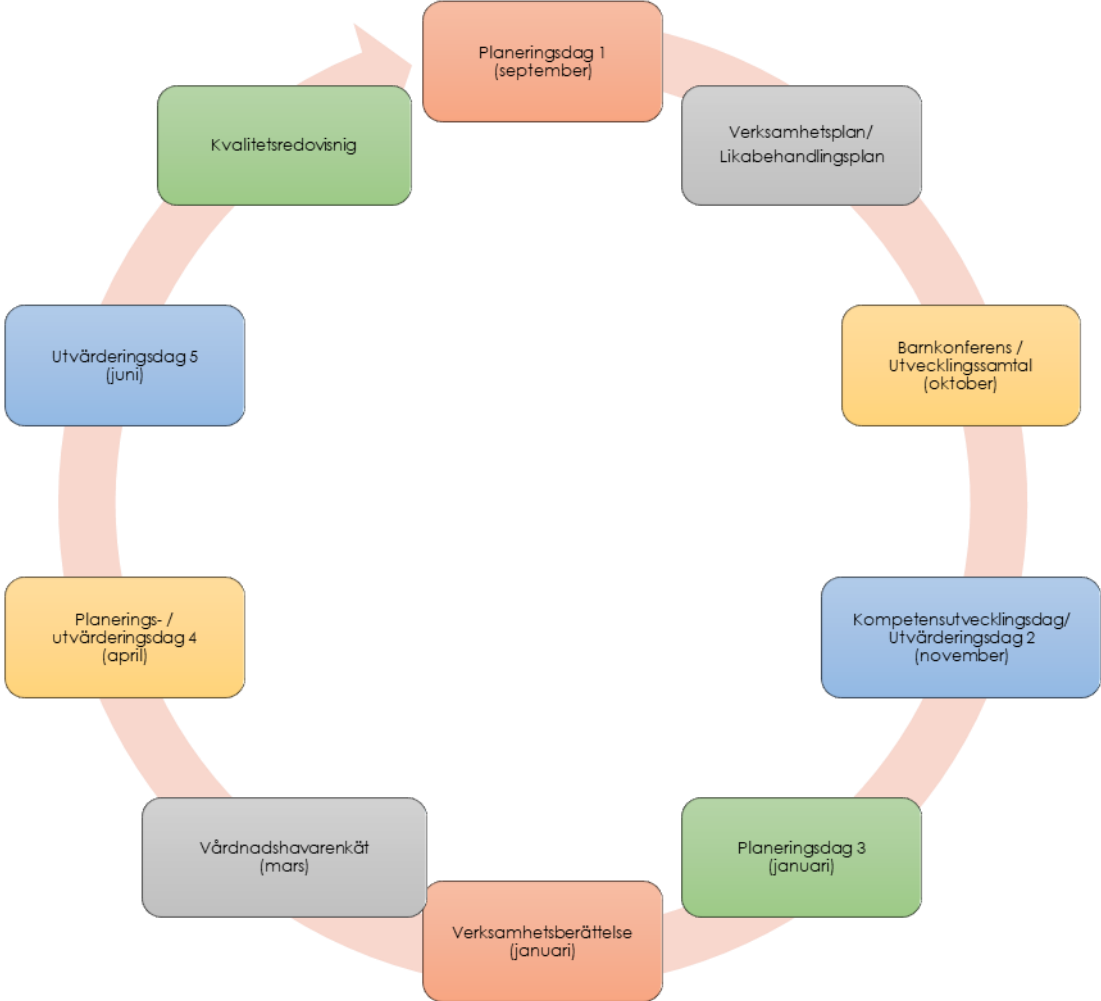 Planeringsdag 1
(september)
Verksamhetsplan/
Likabehandlingsplan
Barnkonferens /
Utvecklingssamtal
(oktober)
Kompetensutvecklingsdag/
Utvärderingsdag 2
(november)
Planeringsdag 3
(januari)
Verksamhetsberättelse
(januari)
Vårdnadshavarenkät
(mars)
Planerings- /
utvärderingsdag 4
(april)
Utvärderingsdag 5
(juni)
Kvalitetsredovisnig